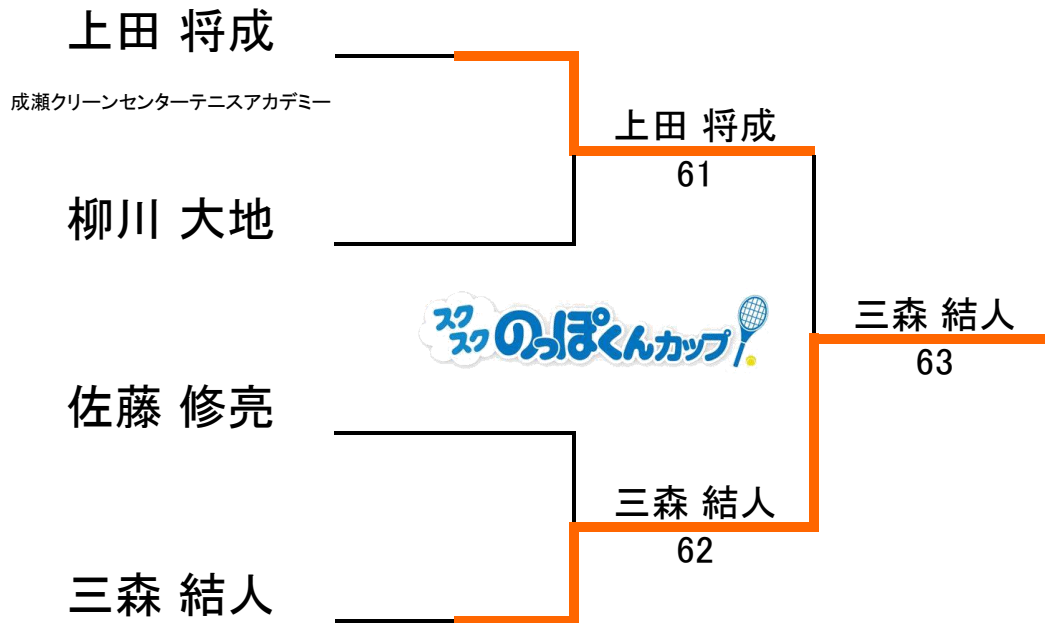 上田 将成
成瀬クリーンセンターテニスアカデミー
上田 将成
61
柳川 大地
スク
スク
のっぽくんカップ
三森 結人
63
佐藤 修亮
三森 結人
62
三森 結人